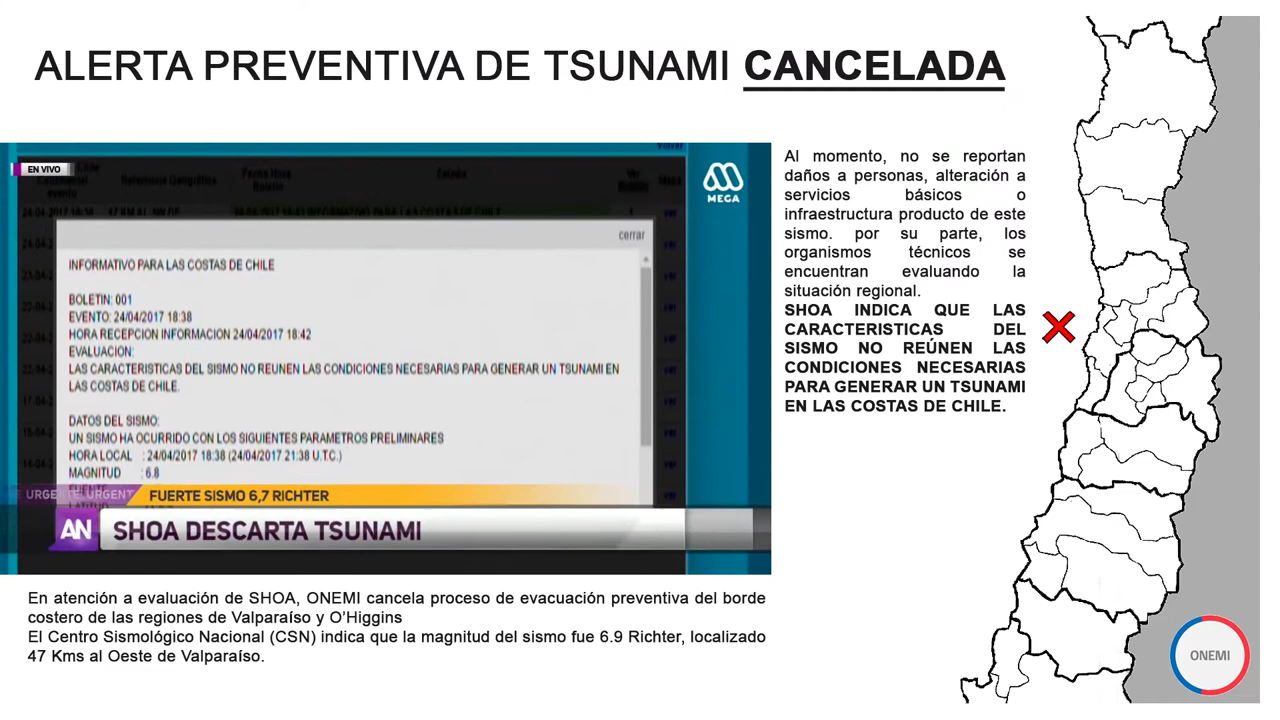 ALERTA PREVENTIVA DE TSUNAMI CANCELADA
EN VIVO
MEGA
cerrar
INFORMATIVO PARA LAS COSTAS DE CHILE
BOLETIN: 001
EVENTO: 24/04/2017 18:38
HORA RECEPCION INFORMACION 24/04/2017 18:42
EVALUACION:
LAS CARACTERISTICAS DEL SISMO NO REUNEN LAS CONDICIONES NECESARIAS PARA GENERAR UN TSUNAMI EN
LAS COSTAS DE CHILE.
DATOS DEL SISMO:
UN SISMO HA OCURRIDO CON LOS SIGUIENTES PARAMETROS PRELIMINARES
HORA LOCAL : 24/04/2017 18:38 (24/04/2017 21:38 U.T.C.)
MAGNITUD : 6.8
URGENTE URGENT
FUERTE SISMO 6,7 RICHTER
AN SHOA DESCARTA TSUNAMI
Al momento, no se reportan
daños a personas, alteración a
servicios básicos o
infraestructura producto de este
sismo. por su parte, los
organismos técnicos se
encuentran evaluando la
situación regional.
SHOA INDICA QUE LAS
CARACTERISTICAS DEL
SISMO NO REÚNEN LAS
CONDICIONES NECESARIAS
PARA GENERAR UN TSUNAMI
EN LAS COSTAS DE CHILE.
En atención a evaluación de SHOA, ONEMI cancela proceso de evacuación preventiva del borde
costero de las regiones de Valparaíso y O’Higgins
El Centro Sismológico Nacional (CSN) indica que la magnitud del sismo fue 6.9 Richter, localizado
47 Kms al Oeste de Valparaíso.
ONEMI